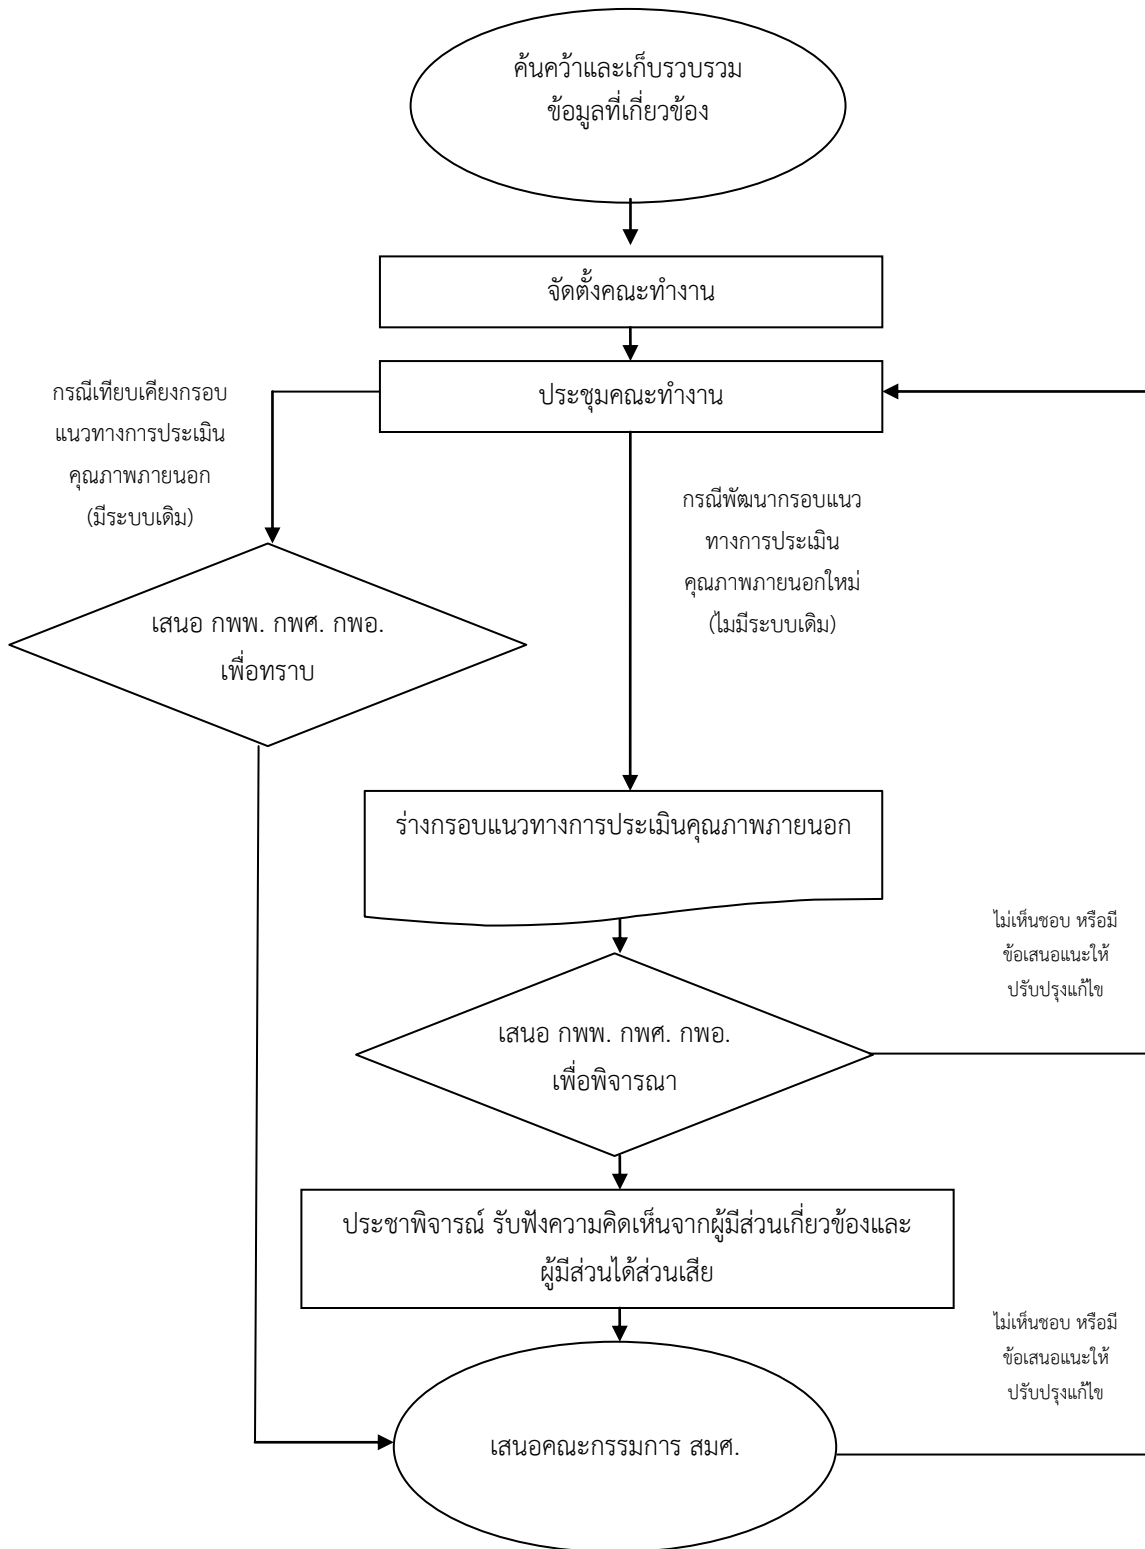 ค้นคว้าและเก็บรวบรวม
ข้อมูลที่เกี่ยวข้อง
จัดตั้งคณะทำงาน
ประชุมคณะทำงาน
กรณีเทียบเคียงกรอบ
แนวทางการประเมิน
คุณภาพภายนอก
(มีระบบเดิม)
กรณีพัฒนากรอบแนว
ทางการประเมิน
คุณภาพภายนอกใหม่
(ไมมีระบบเดิม)
เสนอ กพพ. กพศ. กพอ.
เพื่อทราบ
ร่างกรอบแนวทางการประเมินคุณภาพภายนอก
ไม่เห็นชอบ หรือมี
ข้อเสนอแนะให้
ปรับปรุงแก้ไข
เสนอ กพพ. กพศ. กพอ.
เพื่อพิจารณา
ประชาพิจารณ์ รับฟังความคิดเห็นจากผู้มีส่วนเกี่ยวข้องและ
ผู้มีส่วนได้ส่วนเสีย
ไม่เห็นชอบ หรือมี
ข้อเสนอแนะให้
ปรับปรุงแก้ไข
เสนอคณะกรรมการ สมศ.